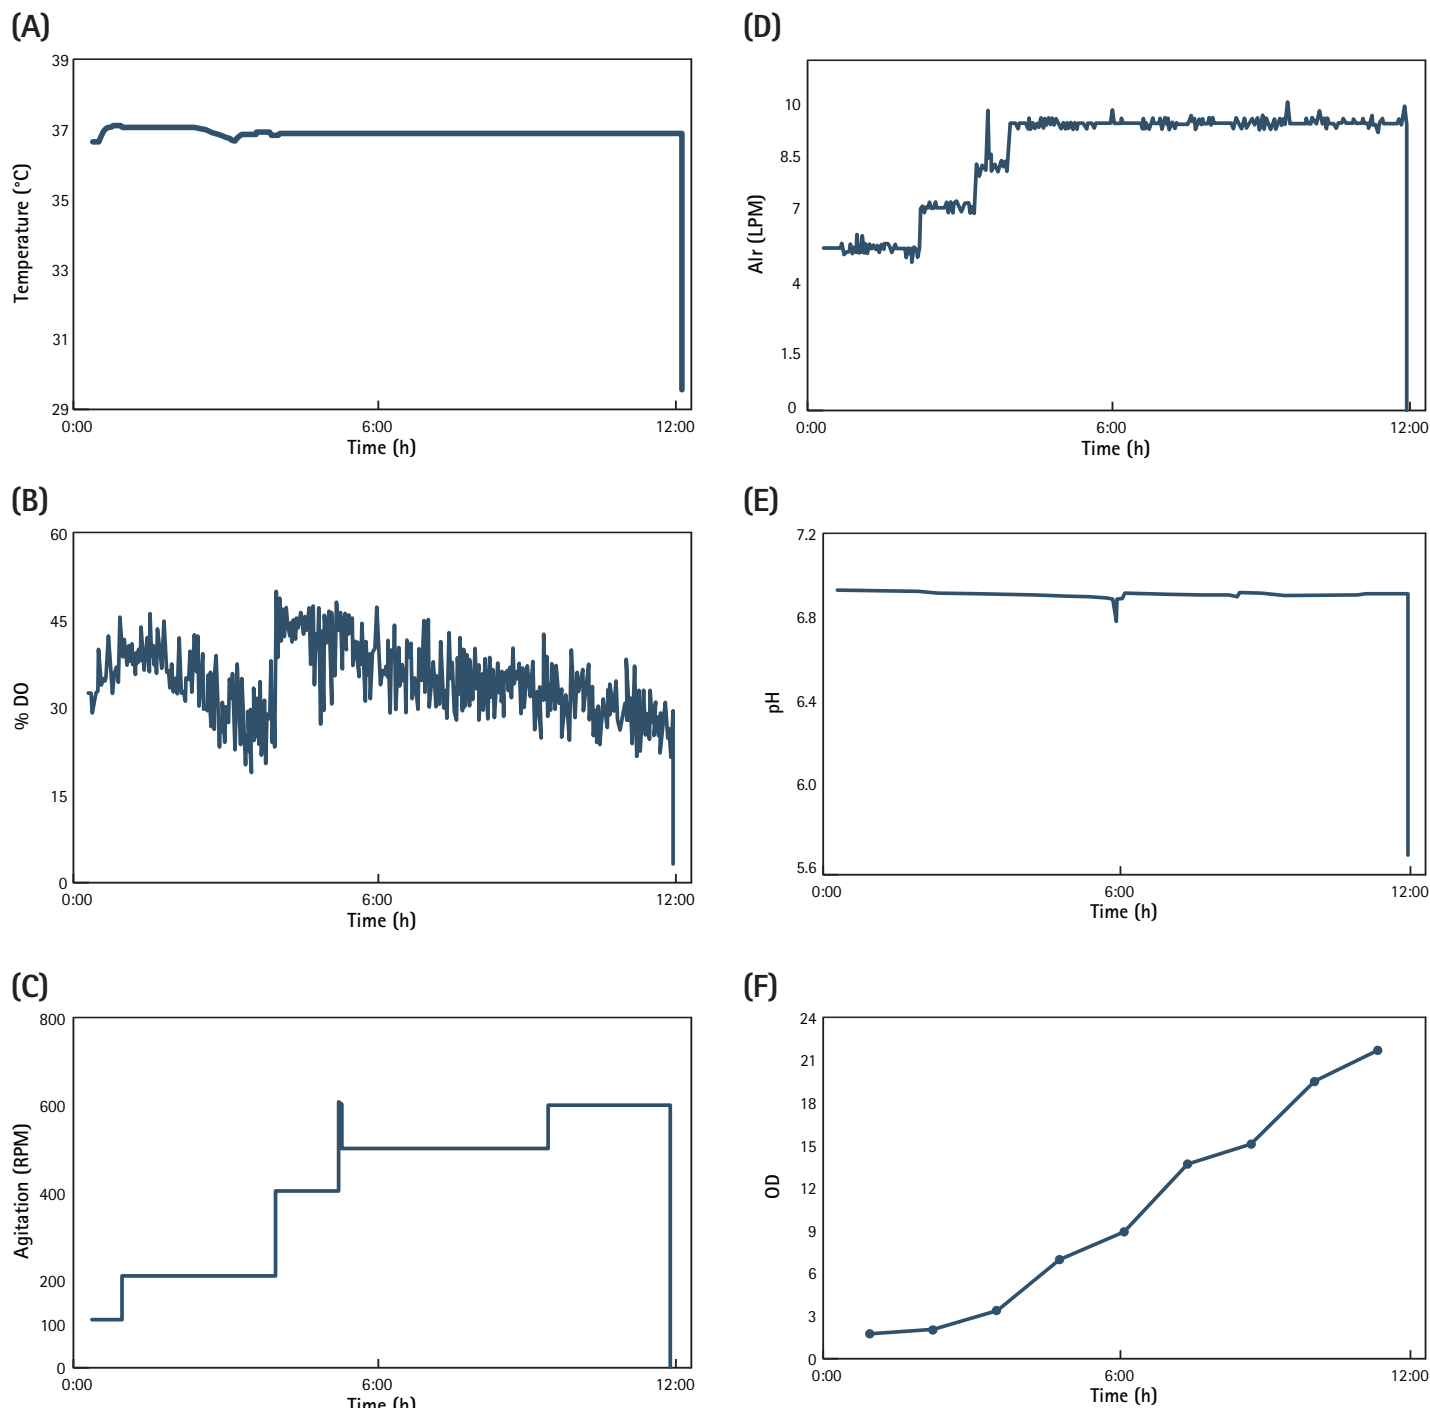 (A)
39
37
35
33
31
29
Temperature (°C)
0:00 6:00 12:00
Time (h)
(D)
10
8.5
7
4
1.5
0
AIr (LPM)
0:00 6:00 12:00
Time (h)
(B)
60
45
30
15
0
% DO
0:00 6:00 12:00
Time (h)
(E)
7.2
6.8
6.4
6.0
5.6
pH
0:00 6:00 12:00
Time (h)
(C)
800
600
400
200
100
0
Agitation (RPM)
0:00 6:00 12:00
Time (h)
(F)
24
21
18
15
12
9
6
3
0
OD
0:00 6:00 12:00
Time (h)